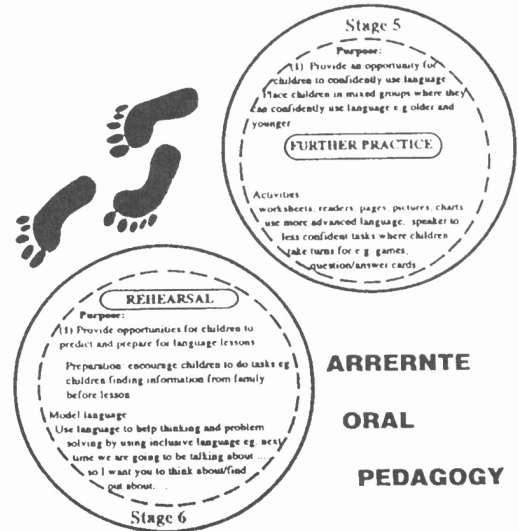 Stage 5
Purpose:
(1) Provide an opportunity for
children to confidently use language
Place children in mixed groups where they
can confidently use language e.g older and
younger
FURTHER PRACTICE
Activities
worksheets, readers, pages, pictures, charts
use more advanced language, speaker to
less confident tasks where children
take turns for e.g. games,
question/answer cards
REHEARSAL
Purpose:
(1) Provide opportunities for children to
predict and prepare for language lessons
Preparation: encourage children to do tasks eg
children finding information from family
before lesson
Model language
Use language to help thinking and problem
solving by using inclusive language eg. next
time we are going to be talking about .....
so I want you to think about/find
out about. .
Stage 6
ARRERNTE
ORAL
PEDAGOGY